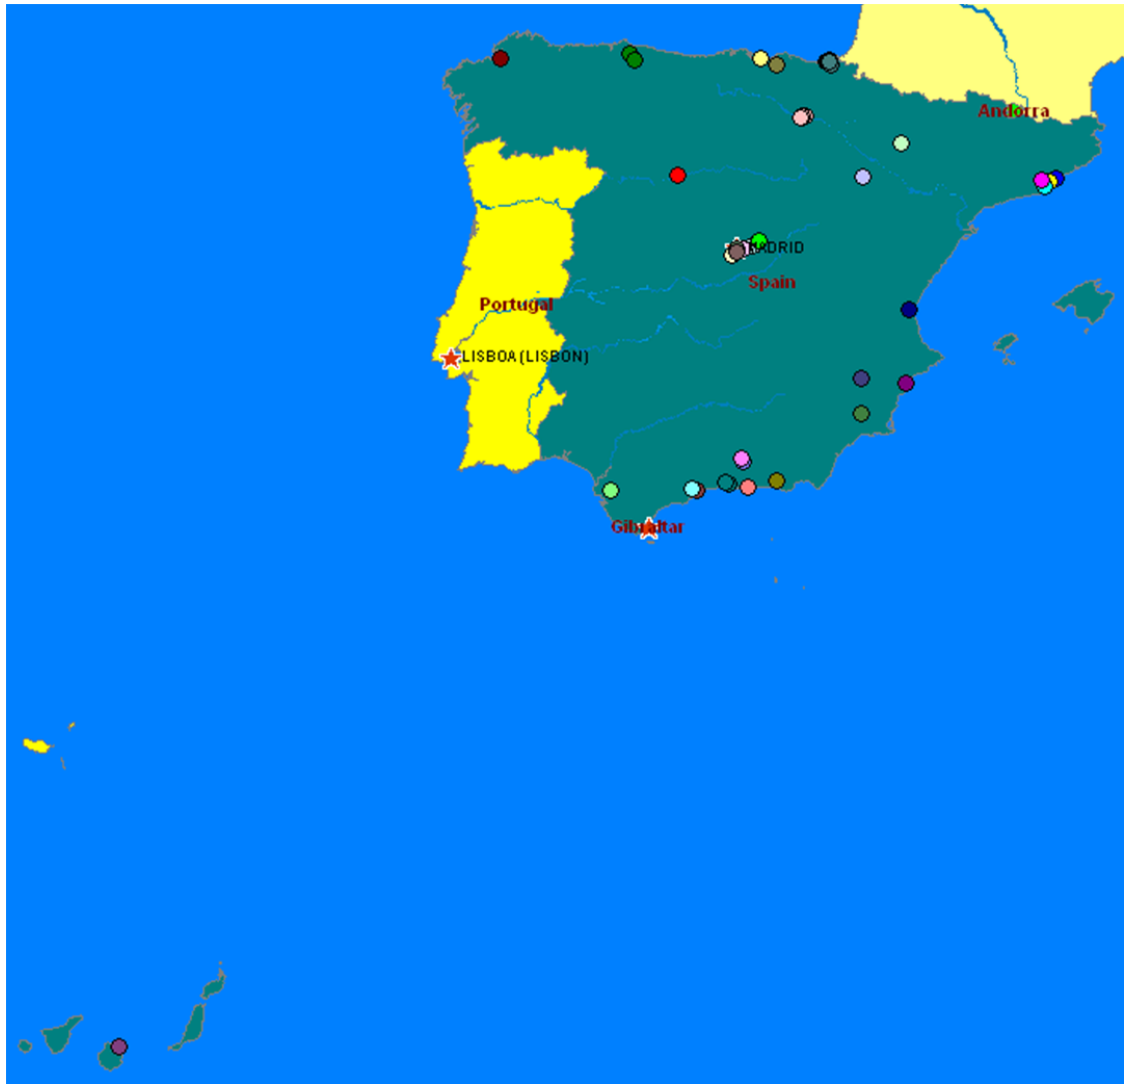 Andorra
MADRID
Spain
Portugal
LISBOA (LISBON)
Gibraltar